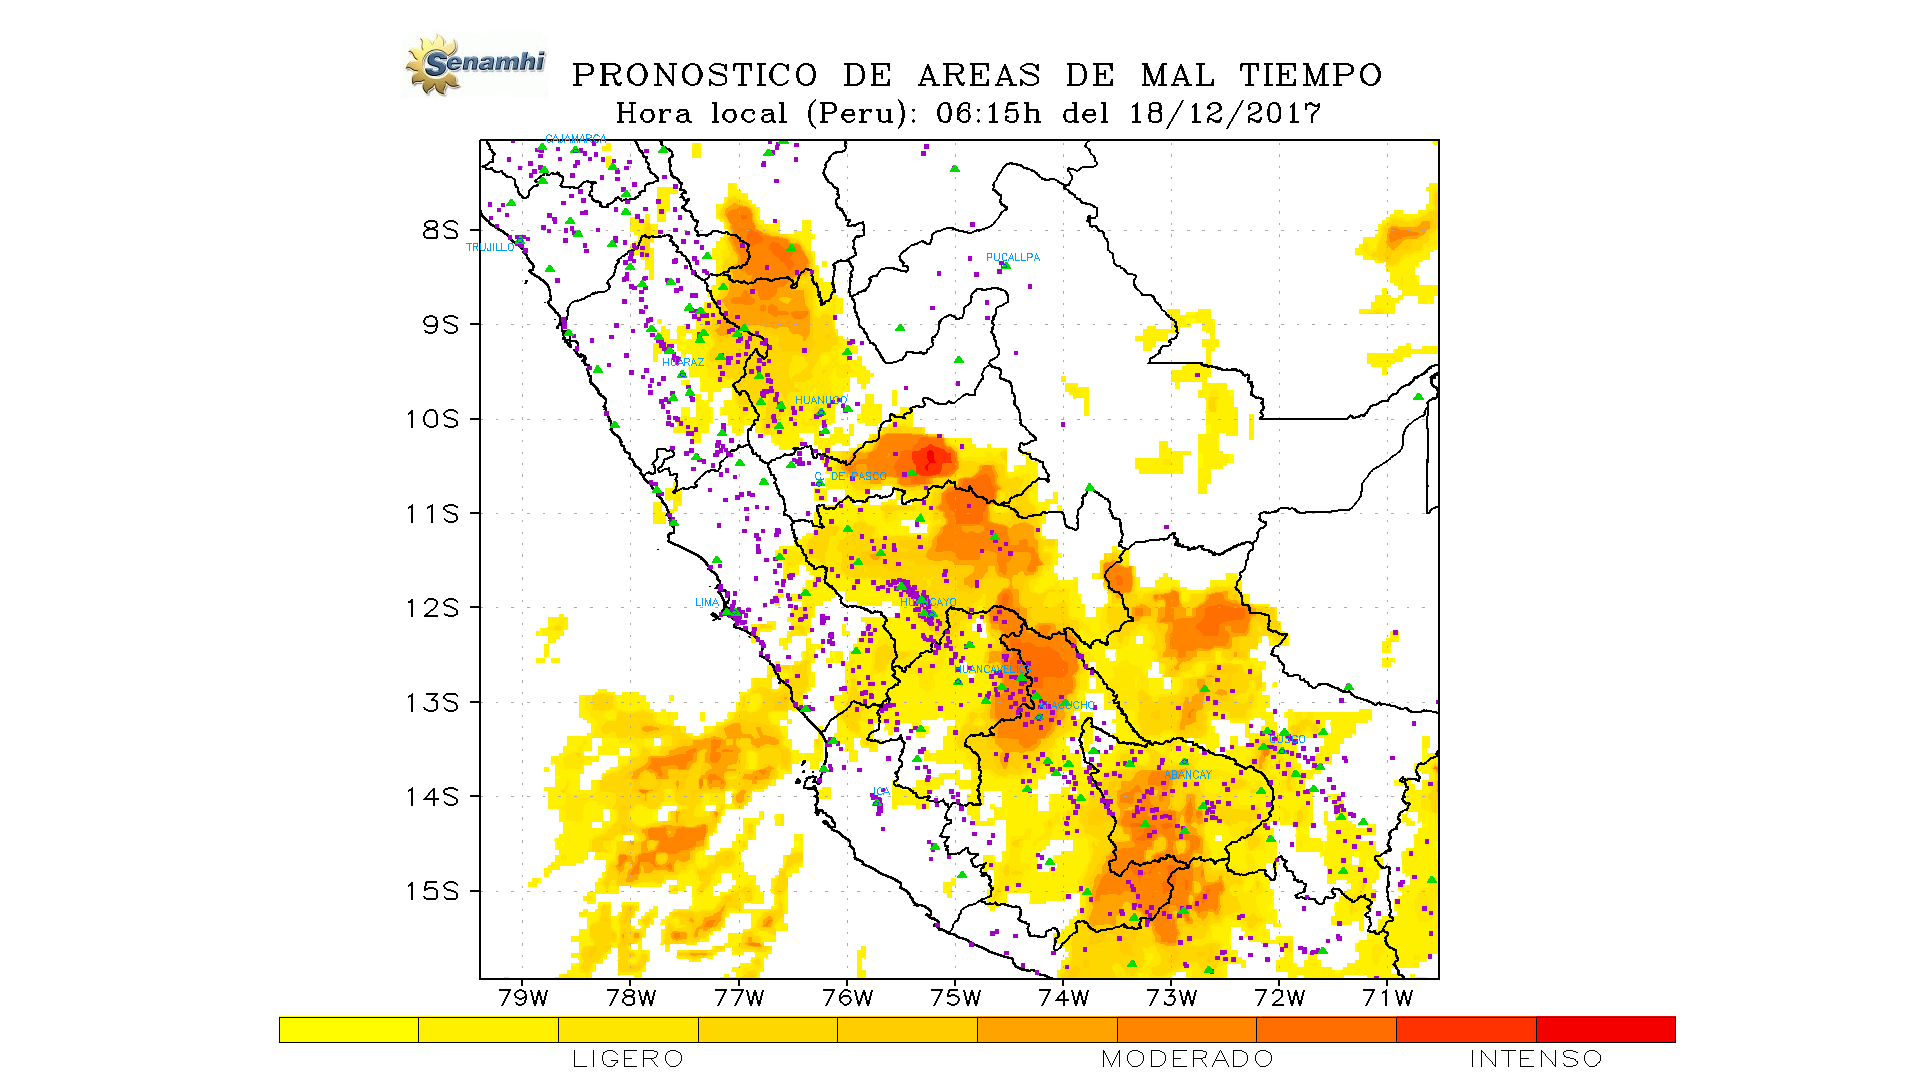 Senamhi
PRONOSTICO DE AREAS DE MAL TIEMPO
Hora local (Peru): 06:15h del 18/12/2017
CAJAMARCA
8S
TRUJILLO
PUCALLPA
9S
HUARAZ
HUANUCO
10S
C. DE PASCO
11S
LIMA
HUANCAYO
12S
HUANCAVELICA
13S
AYACUCHO
CUSCO
ABANCAY
14S
ICA
15S
79W 78W 77W 76W 75W 74W 73W 72W 71W
LIGERO MODERADO INTENSO